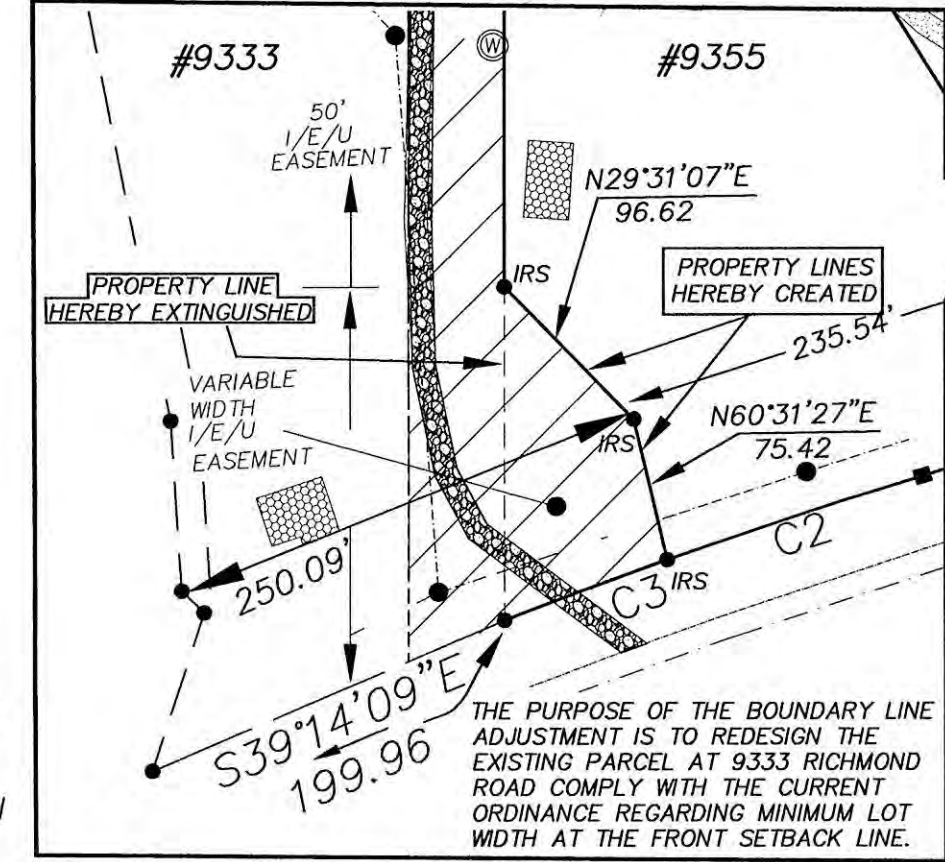 #9333
#9355
W
50'
I/E/U
EASEMENT
N29°31'07"E
96.62
IRS
PROPERTY LINE
HEREBY EXTINGUISHED
PROPERTY LINES
HEREBY CREATED
235.54'
VARIABLE
WIDTH
I/E/U
EASEMENT
IRS
N60°31'27"E
75.42
250.09'
C2
C3
IRS
S39°14'09"E
199.96
THE PURPOSE OF THE BOUNDARY LINE
ADJUSTMENT IS TO REDESIGN THE
EXISTING PARCEL AT 9333 RICHMOND
ROAD COMPLY WITH THE CURRENT
ORDINANCE REGARDING MINIMUM LOT
WIDTH AT THE FRONT SETBACK LINE.